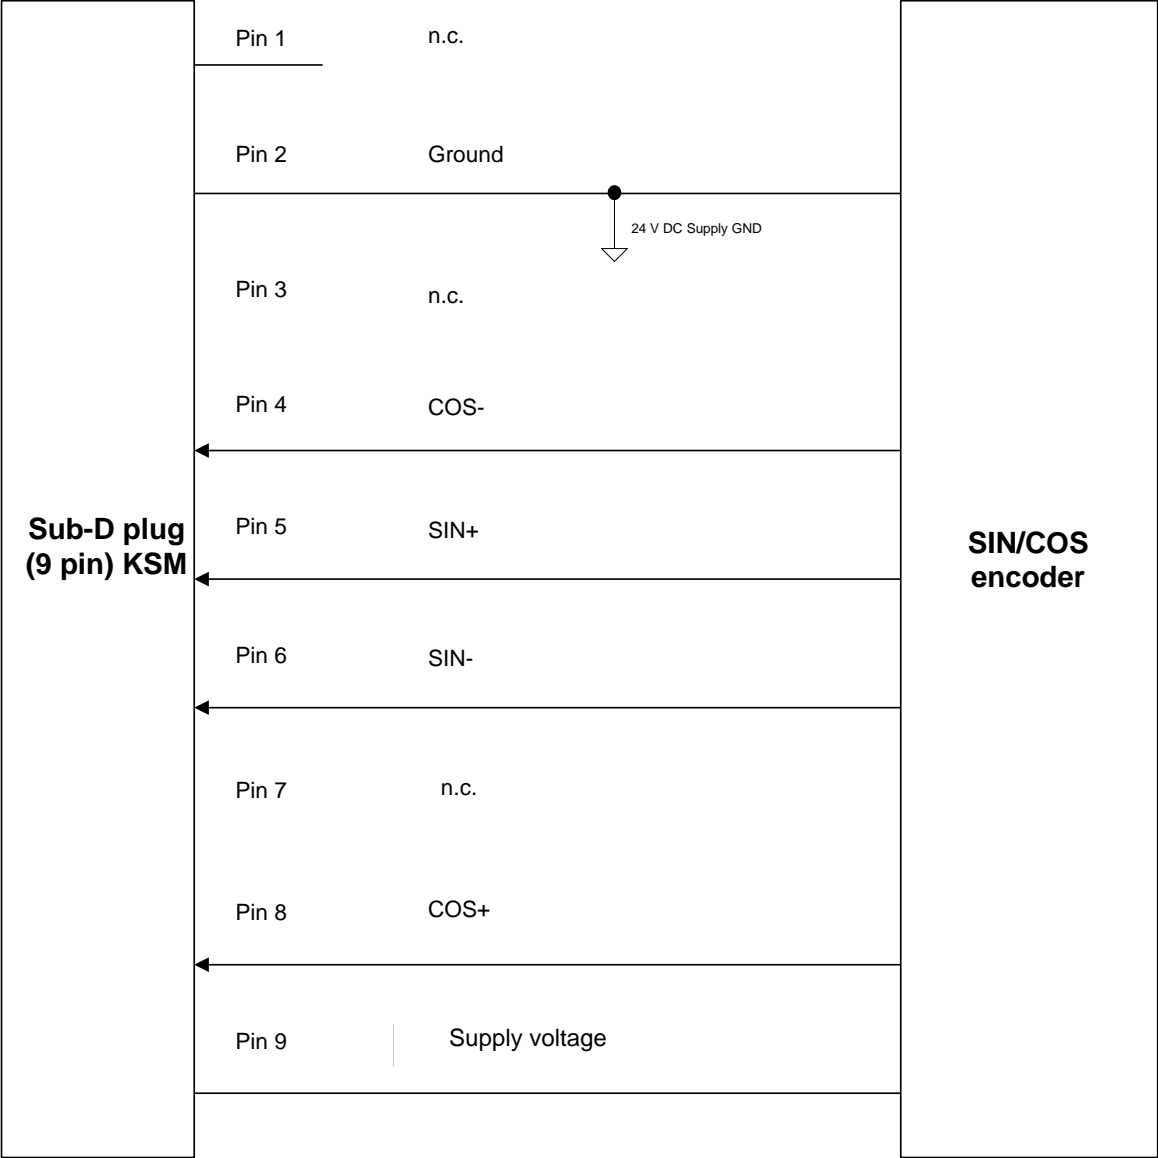 Pin 1 n.c.
Pin 2 Ground
24 V DC Supply GND
Pin 3 n.c.
Pin 4 COS-
Sub-D plug
(9 pin) KSM
Pin 5 SIN+
SIN/COS
encoder
Pin 6 SIN-
Pin 7 n.c.
Pin 8 COS+
Pin 9 Supply voltage